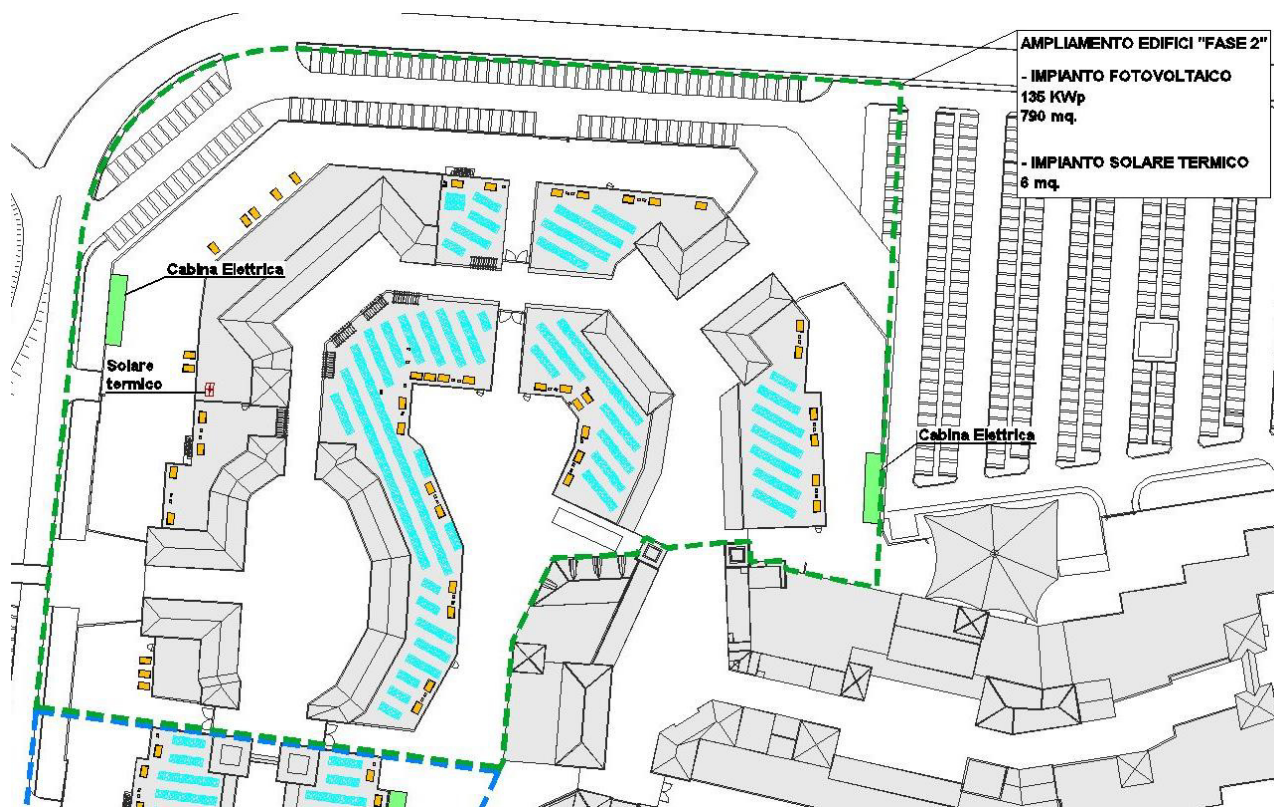 AMPLIAMENTO EDIFICI "FASE 2"
- IMPIANTO FOTOVOLTAICO
135 KWp
790 mq.
- IMPIANTO SOLARE TERMICO
6 mq.
Cabina Elettrica
Solare
termico
Cabina Elettrica